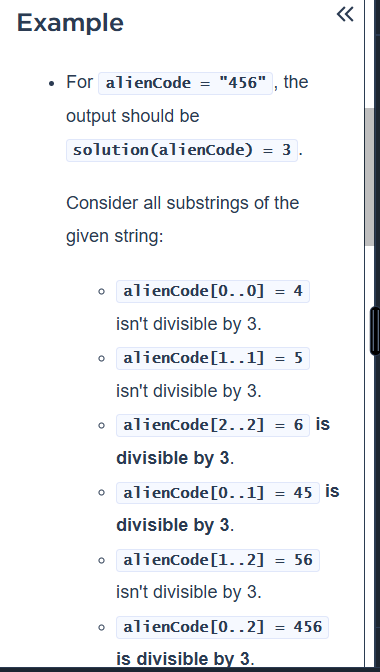 Example
• For alienCode = "456", the
output should be
solution(alienCode) = 3.
Consider all substrings of the
given string:
◦ alienCode[0..0] = 4
isn't divisible by 3.
◦ alienCode[1..1] = 5
isn't divisible by 3.
◦ alienCode[2..2] = 6 is
divisible by 3.
◦ alienCode[0..1] = 45 is
divisible by 3.
◦ alienCode[1..2] = 56
isn't divisible by 3.
◦ alienCode[0..2] = 456
is divisible by 3.